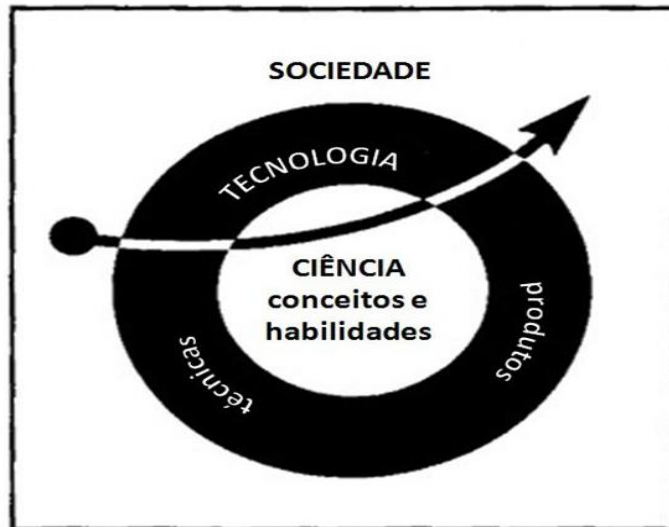 SOCIEDADE
TECNOLOGIA
CIÊNCIA
conceitos e
habilidades
técnicas
produtos